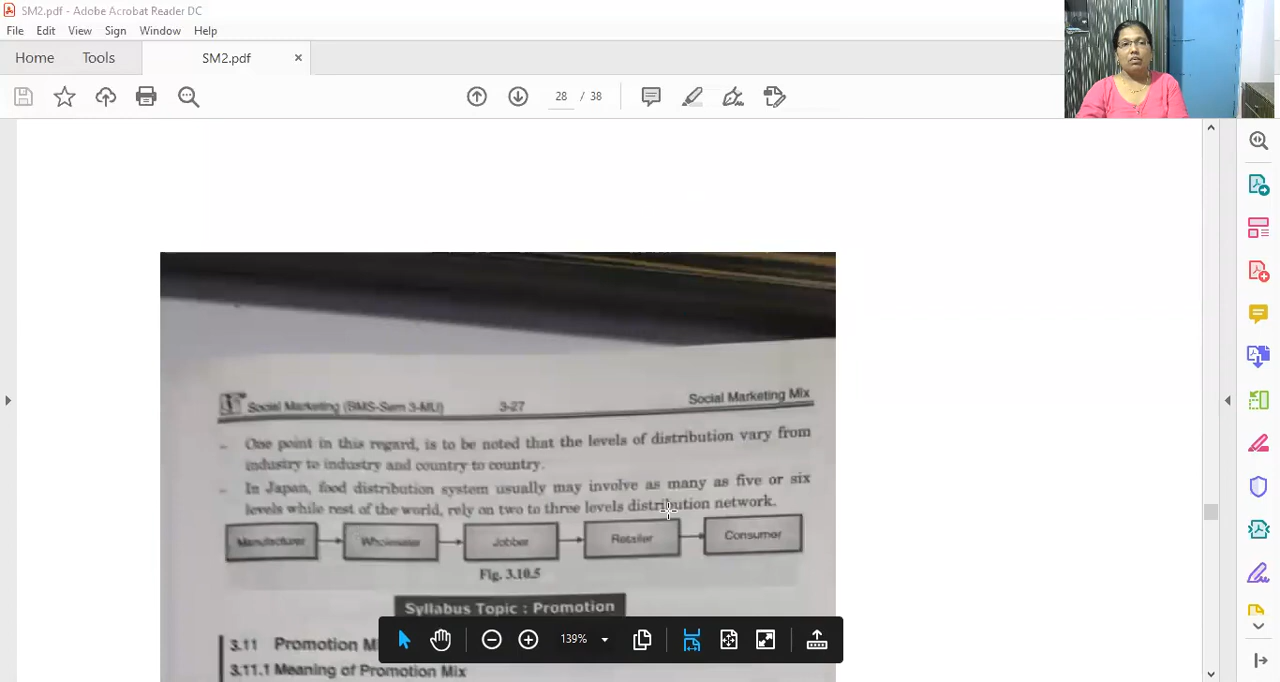 SM2.pdf - Adobe Acrobat Reader DC
File Edit View Sign Window Help
Home Tools SM2.pdf ×
28 / 38
Social Marketing (BMS-Sem 3-MU) 3-27 Social Marketing Mix
– One point in this regard, is to be noted that the levels of distribution vary from
industry to industry and country to country.
– In Japan, food distribution system usually may involve as many as five or six
levels while rest of the world, rely on two to three levels distribution network.
Manufacturer Wholesaler Jobber Retailer Consumer
Fig. 3.10.5
Syllabus Topic : Promotion
3.11 Promotion M
3.11.1 Meaning of Promotion Mix
139%